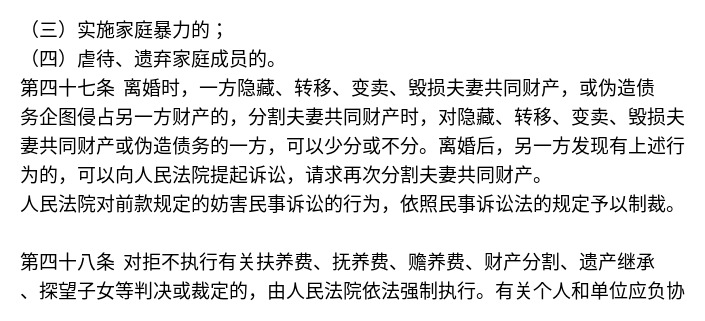 （三）实施家庭暴力的；
（四）虐待、遗弃家庭成员的。
第四十七条 离婚时，一方隐藏、转移、变卖、毁损夫妻共同财产，或伪造债
务企图侵占另一方财产的，分割夫妻共同财产时，对隐藏、转移、变卖、毁损夫
妻共同财产或伪造债务的一方，可以少分或不分。离婚后，另一方发现有上述行
为的，可以向人民法院提起诉讼，请求再次分割夫妻共同财产。
人民法院对前款规定的妨害民事诉讼的行为，依照民事诉讼法的规定予以制裁。
第四十八条 对拒不执行有关扶养费、抚养费、赡养费、财产分割、遗产继承
、探望子女等判决或裁定的，由人民法院依法强制执行。有关个人和单位应负协